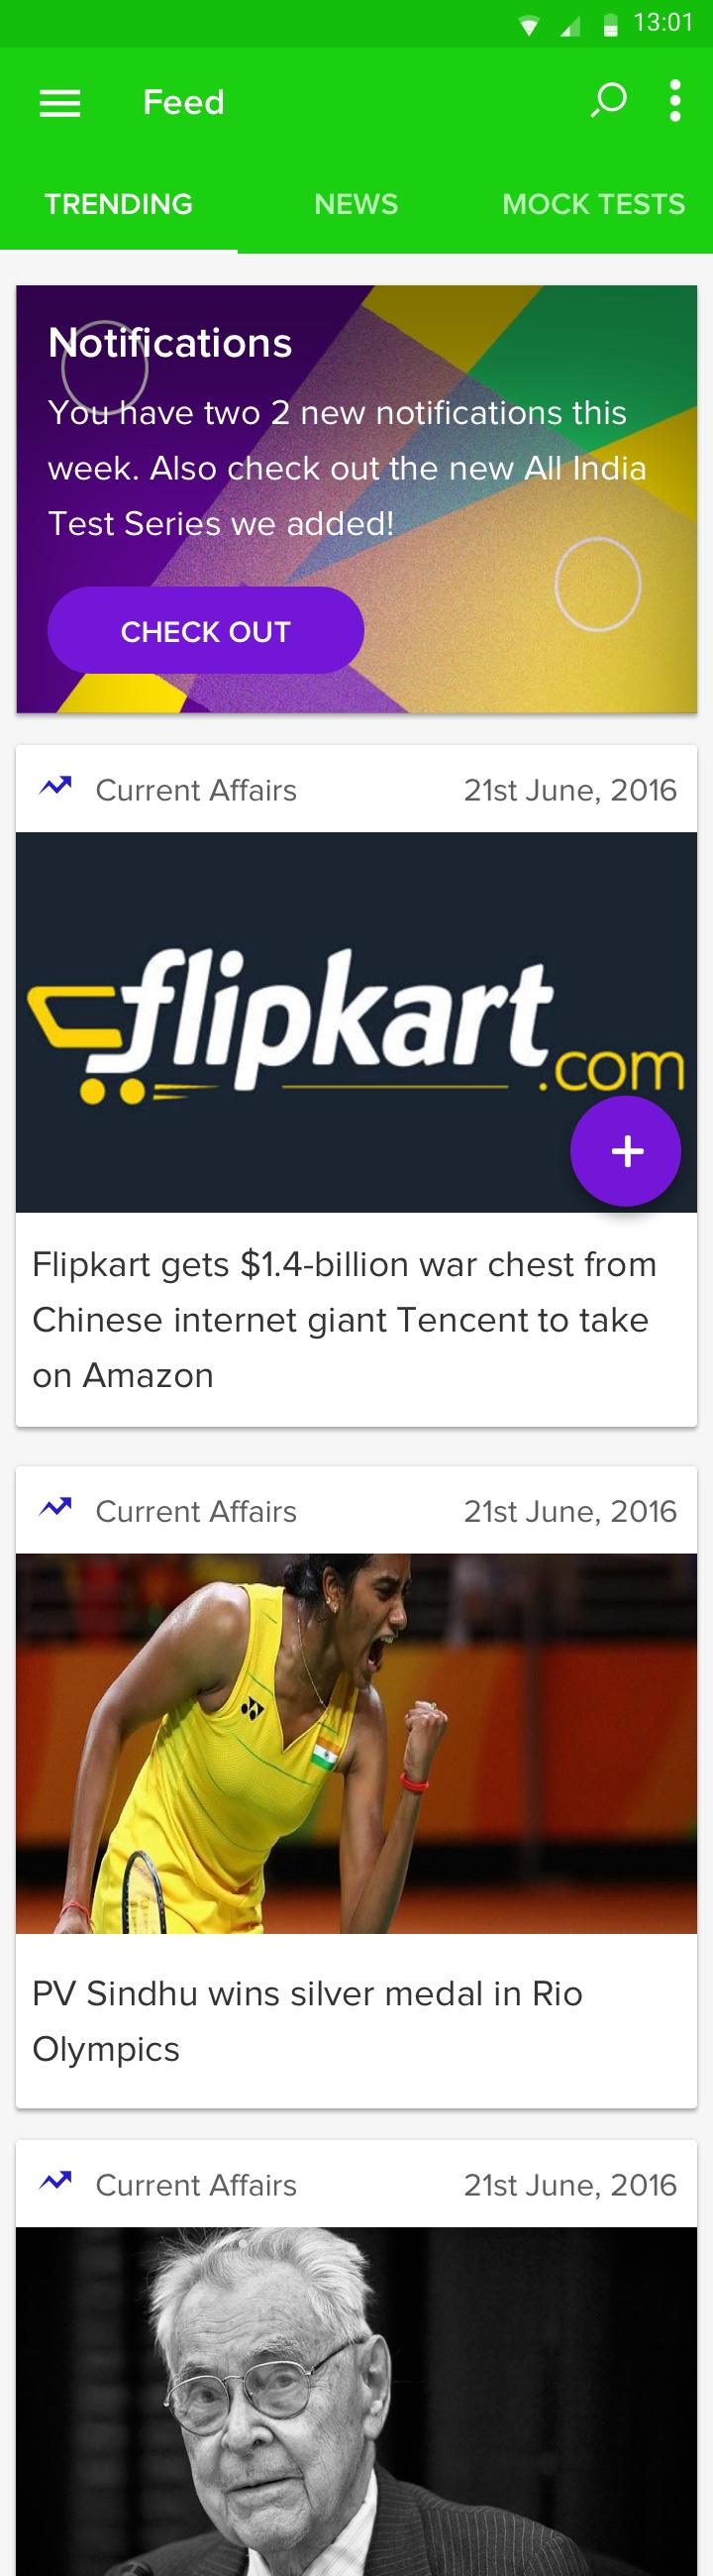 13:01
Feed
TRENDING NEWS MOCK TESTS
Notifications
You have two 2 new notifications this
week. Also check out the new All India
Test Series we added!
CHECK OUT
Current Affairs 21st June, 2016
flipkart
.com
+
Flipkart gets $1.4-billion war chest from
Chinese internet giant Tencent to take
on Amazon
Current Affairs 21st June, 2016
PV Sindhu wins silver medal in Rio
Olympics
Current Affairs 21st June, 2016